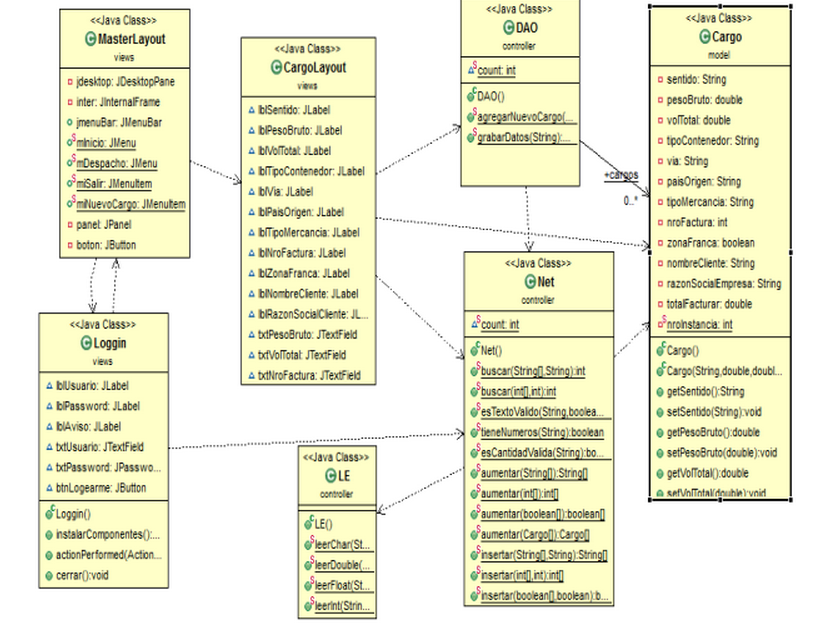 <<Java Class>>
MasterLayout
views
jdesktop: JDesktopPane
inter: JInternalFrame
jmenuBar: JMenuBar
mInicio: JMenu
mDespacho: JMenu
miSalir: JMenuItem
miNuevoCargo: JMenuItem
panel: JPanel
boton: JButton
<<Java Class>>
CargoLayout
views
lblSentido: JLabel
lblPesoBruto: JLabel
lblVolTotal: JLabel
lblTipoContenedor: JLabel
lblVia: JLabel
lblPaisOrigen: JLabel
lblTipoMercancia: JLabel
lblNroFactura: JLabel
lblZonaFranca: JLabel
lblNombreCliente: JLabel
lblRazonSocialCliente: JL...
txtPesoBruto: JTextField
txtVolTotal: JTextField
txtNroFactura: JTextField
<<Java Class>>
DAO
controller
count: int
DAO()
agregarNuevoCargo(...
grabarDatos(String):...
+cargos
0..*
<<Java Class>>
Cargo
model
sentido: String
pesoBruto: double
volTotal: double
tipoContenedor: String
via: String
paisOrigen: String
tipoMercancia: String
nroFactura: int
zonaFranca: boolean
nombreCliente: String
razonSocialEmpresa: String
totalFacturar: double
nroInstancia: int
Cargo()
Cargo(String,double,doubl...
getSentido():String
setSentido(String):void
getPesoBruto():double
setPesoBruto(double):void
getVolTotal():double
setVolTotal(double):void
<<Java Class>>
Loggin
views
lblUsuario: JLabel
lblPassword: JLabel
lblAviso: JLabel
txtUsuario: JTextField
txtPassword: JPasswo...
btnLogearme: JButton
Loggin()
instalarComponentes():...
actionPerformed(Action...
cerrar():void
<<Java Class>>
LE
controller
LE()
leerChar(St...
leerDouble(...
leerFloat(St...
leerInt(Strin...
<<Java Class>>
Net
controller
count: int
Net()
buscar(String[],String):int
buscar(int[],int):int
esTextoValido(String,boolea...
tieneNumeros(String):boolean
esCantidadValida(String):bo...
aumentar(String[]):String[]
aumentar(int[]):int[]
aumentar(boolean[]):boolean[]
aumentar(Cargo[]):Cargo[]
insertar(String[],String):String[]
insertar(int[],int):int[]
insertar(boolean[],boolean):b...